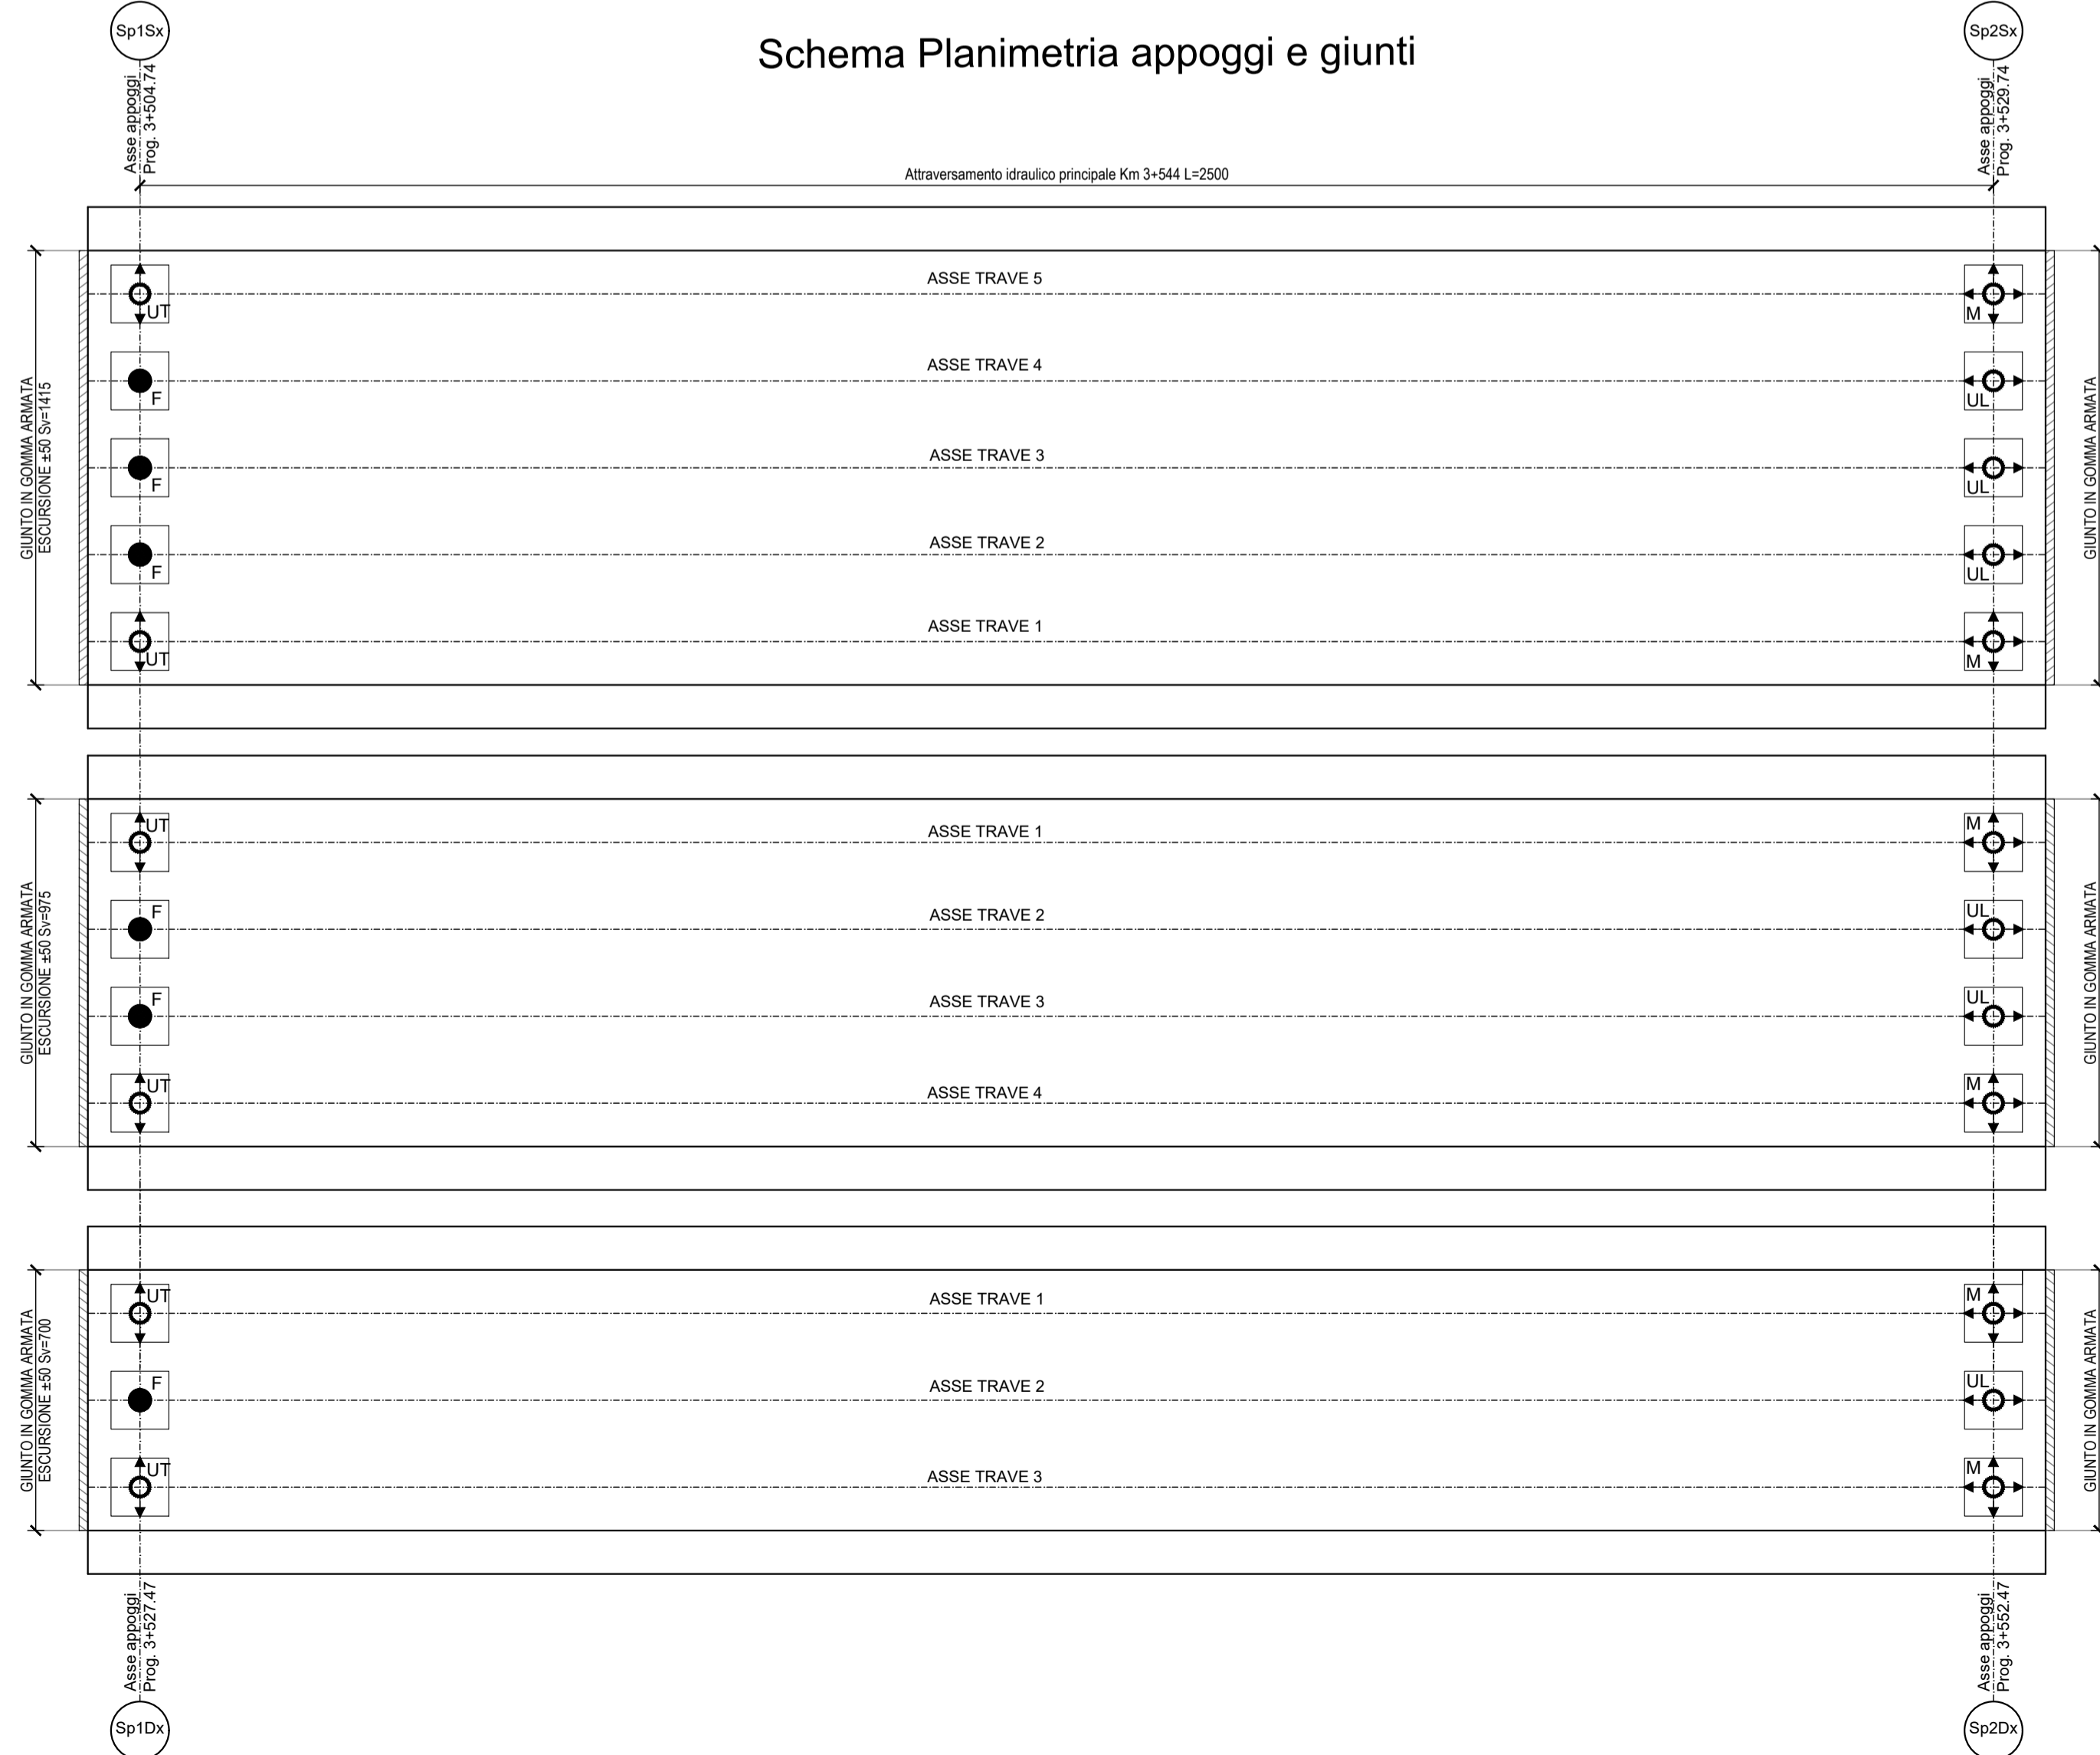 Sp1Sx
Schema Planimetria appoggi e giunti
Sp2Sx
Asse appoggi
Prog. 3+504.74
Asse appoggi
Prog. 3+529.74
Attraversamento idraulico principale Km 3+544 L=2500
GIUNTO IN GOMMA ARMATA
ESCURSIONE ±50 Sv=1415
ASSE TRAVE 5
UT
M
ASSE TRAVE 4
F
UL
ASSE TRAVE 3
F
UL
ASSE TRAVE 2
F
UL
ASSE TRAVE 1
UT
M
GIUNTO IN GOMMA ARMATA
GIUNTO IN GOMMA ARMATA
ESCURSIONE ±50 Sv=975
UT
ASSE TRAVE 1
M
F
ASSE TRAVE 2
UL
F
ASSE TRAVE 3
UL
UT
ASSE TRAVE 4
M
GIUNTO IN GOMMA ARMATA
GIUNTO IN GOMMA ARMATA
ESCURSIONE ±50 Sv=700
UT
ASSE TRAVE 1
M
F
ASSE TRAVE 2
UL
UT
ASSE TRAVE 3
M
GIUNTO IN GOMMA ARMATA
Asse appoggi
Prog. 3+527.47
Asse appoggi
Prog. 3+552.47
Sp1Dx
Sp2Dx